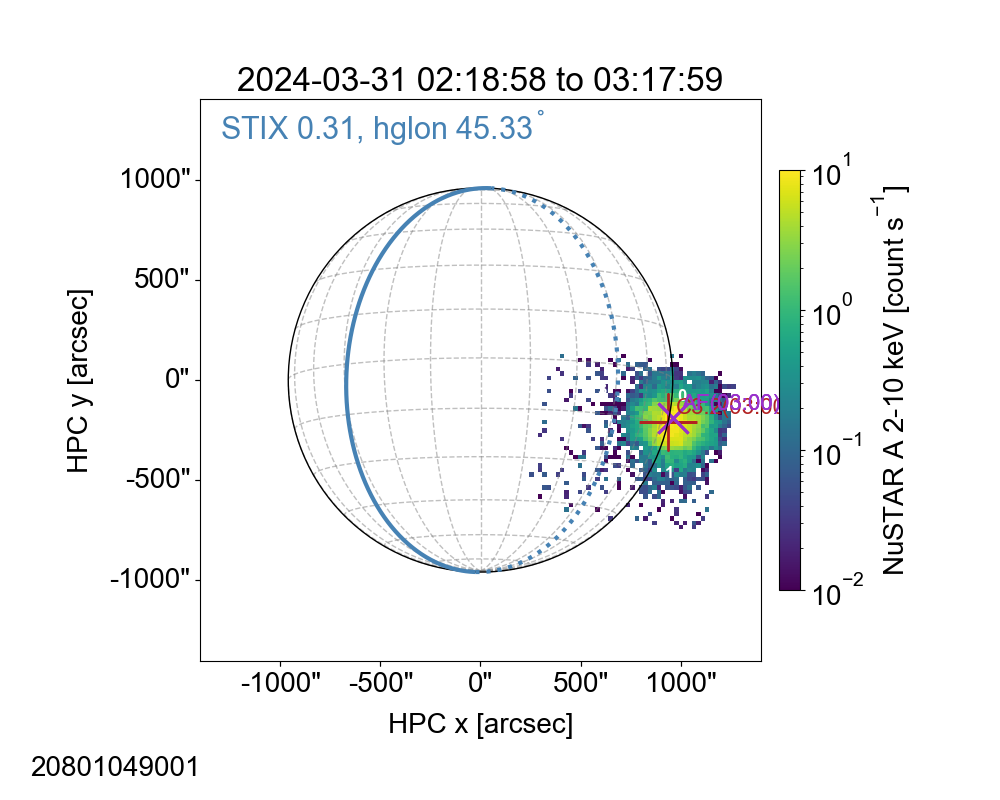 2024-03-31 02:18:58 to 03:17:59
STIX 0.31, hglon 45.33°
1000"
500"
0"
-500"
-1000"
HPC y [arcsec]
-1000" -500" 0" 500" 1000"
HPC x [arcsec]
10¹
10⁰
10⁻¹
10⁻²
NuSTAR A 2-10 keV [count s⁻¹]
20801049001